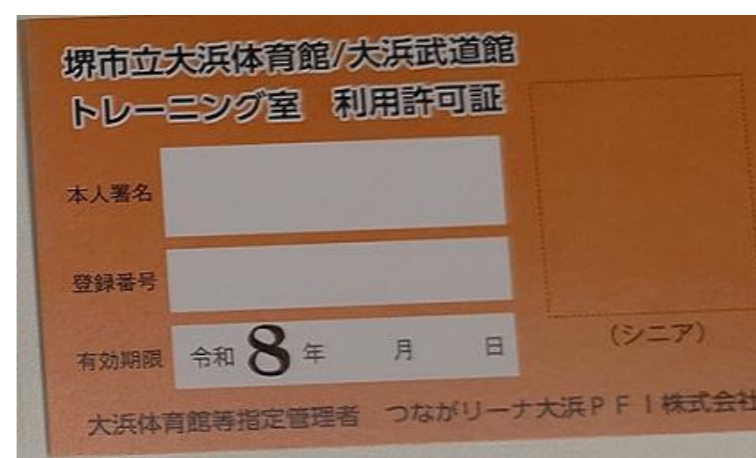 堺市立大浜体育館/大浜武道館
トレーニング室 利用許可証
本人署名
登録番号
有効期限 令和 8 年 月 日
(シニア)
大浜体育館等指定管理者 つながリーナ大浜PFI株式会社